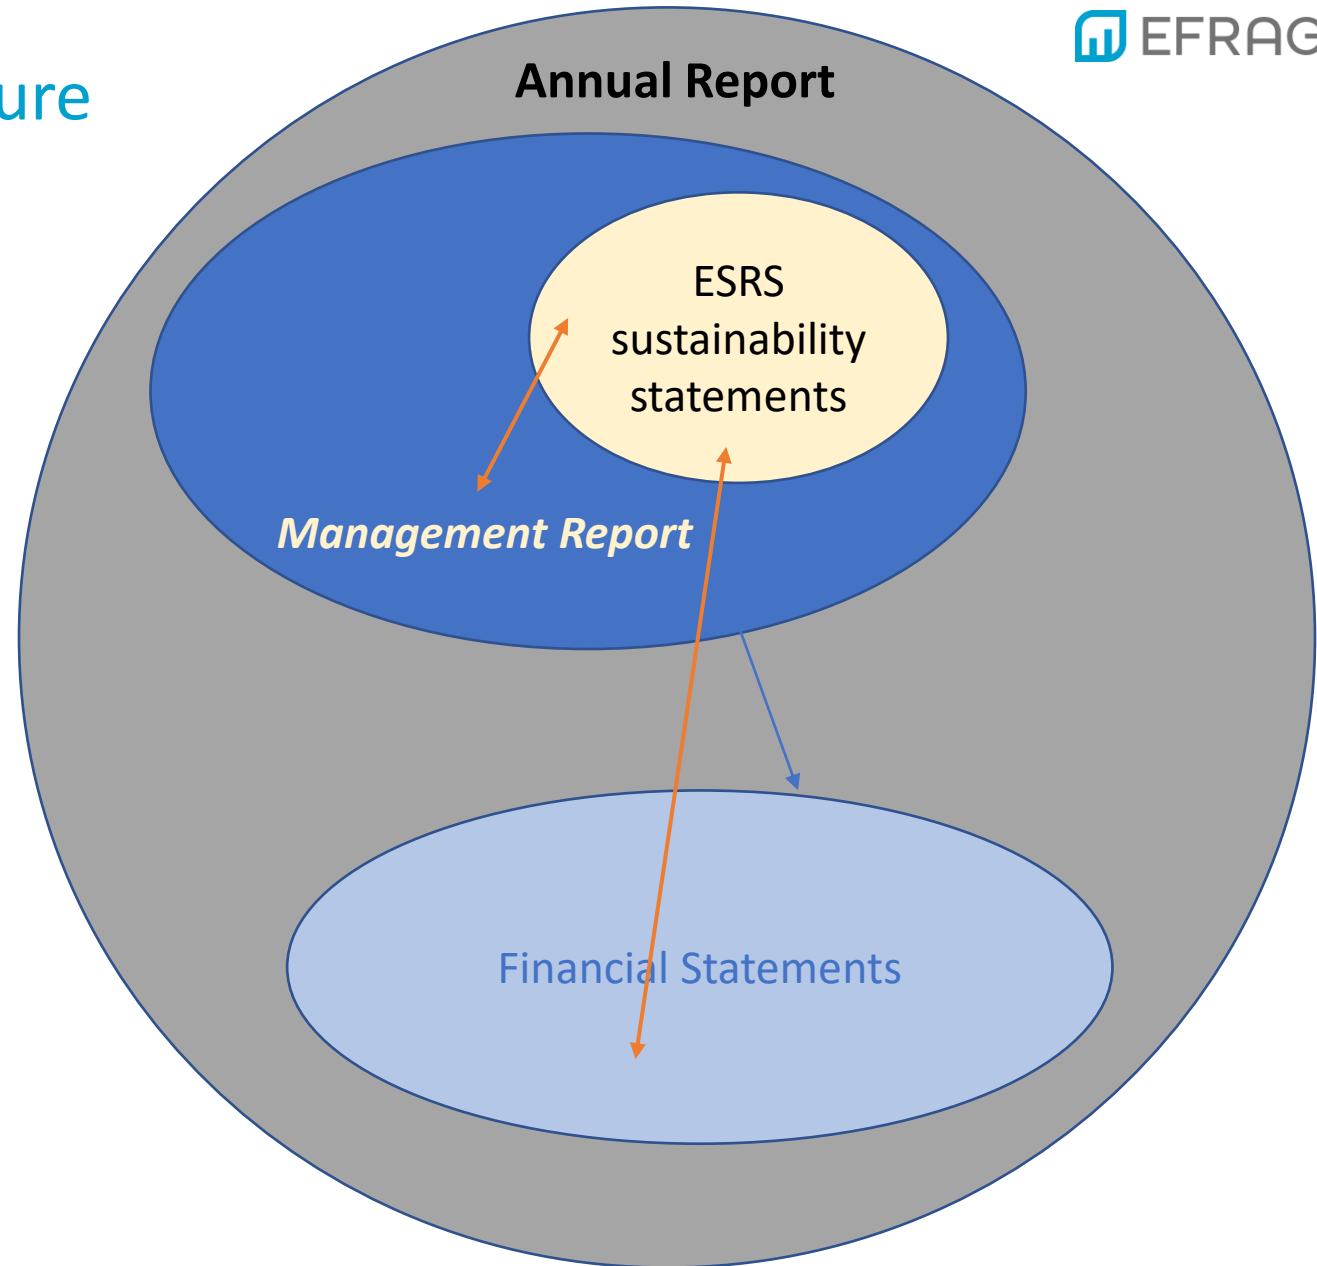 EFRAG
ure
Annual Report
ESRS
sustainability
statements
Management Report
Financial Statements